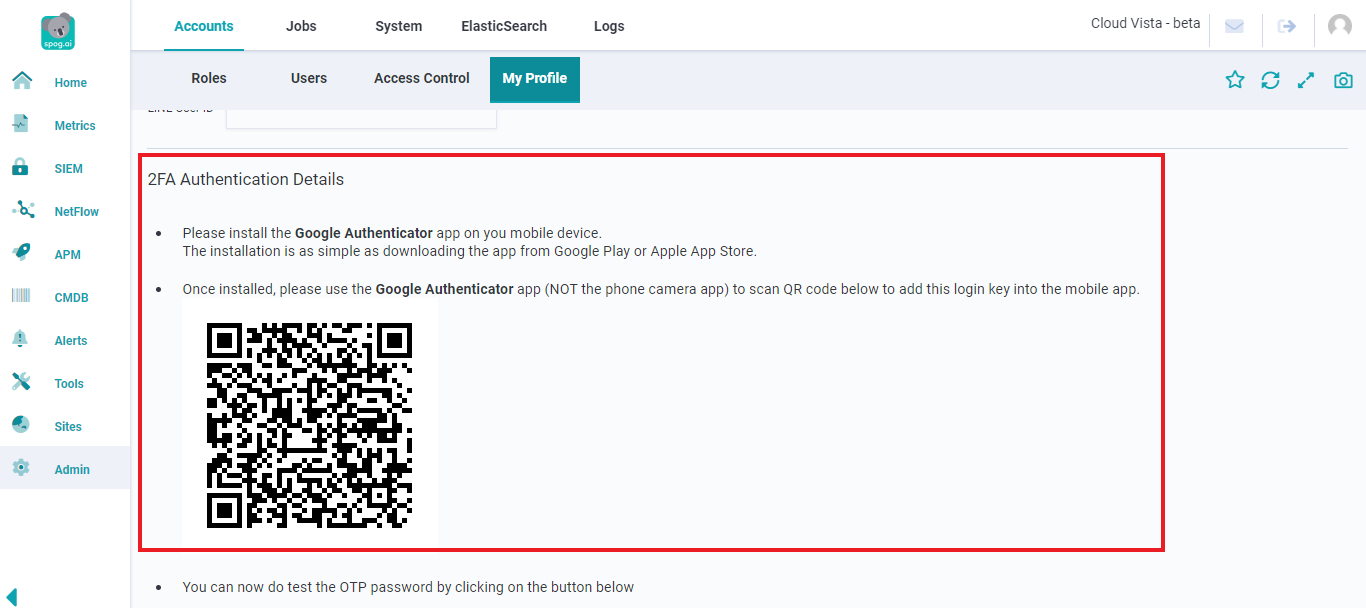 spog.ai
Accounts
Jobs
System
ElasticSearch
Logs
Cloud Vista - beta
Roles
Users
Access Control
My Profile
Home
Metrics
SIEM
NetFlow
APM
CMDB
Alerts
Tools
Sites
Admin
LINE User ID
2FA Authentication Details
Please install the Google Authenticator app on you mobile device.
The installation is as simple as downloading the app from Google Play or Apple App Store.
Once installed, please use the Google Authenticator app (NOT the phone camera app) to scan QR code below to add this login key into the mobile app.
You can now do test the OTP password by clicking on the button below